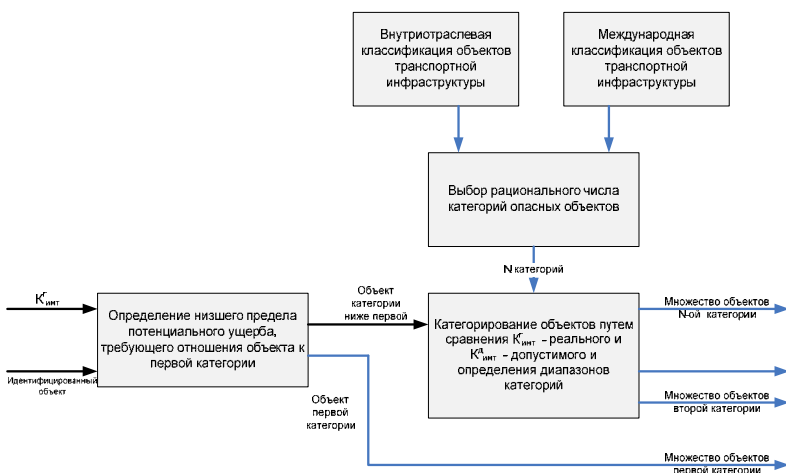 Внутриотраслевая
классификация объектов
транспортной
инфраструктуры
Международная
классификация объектов
транспортной
инфраструктуры
Выбор рационального числа
категорий опасных объектов
N категорий
Kᴦимт
Идентифицированный
объект
Определение низшего предела
потенциального ущерба,
требующего отношения объекта к
первой категории
Объект
категории
ниже первой
Объект
первой
категории
Категорирование объектов путем
сравнения Kᴦимт - реального и
Kᵈимт – допустимого и
определения диапазонов
категорий
Множество объектов
N-ой категории
Множество объектов
второй категории
Множество объектов
первой категории